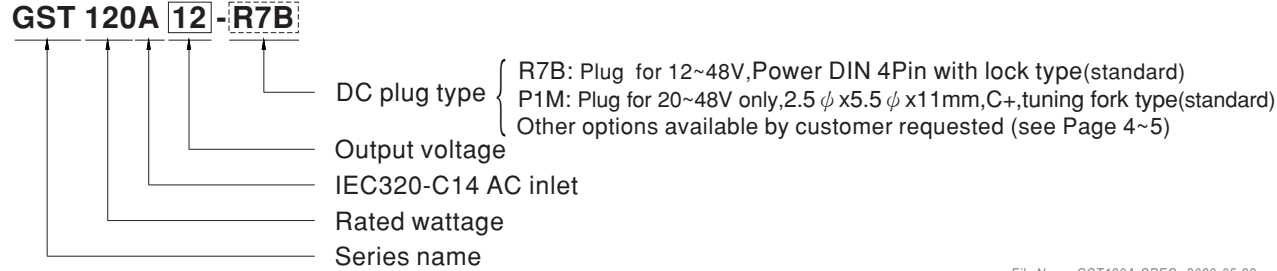 GST 120A 12 - R7B
DC plug type
R7B: Plug for 12~48V,Power DIN 4Pin with lock type(standard)
P1M: Plug for 20~48V only,2.5 ϕ x5.5 ϕ x11mm,C+,tuning fork type(standard)
Other options available by customer requested (see Page 4~5)
Output voltage
IEC320-C14 AC inlet
Rated wattage
Series name